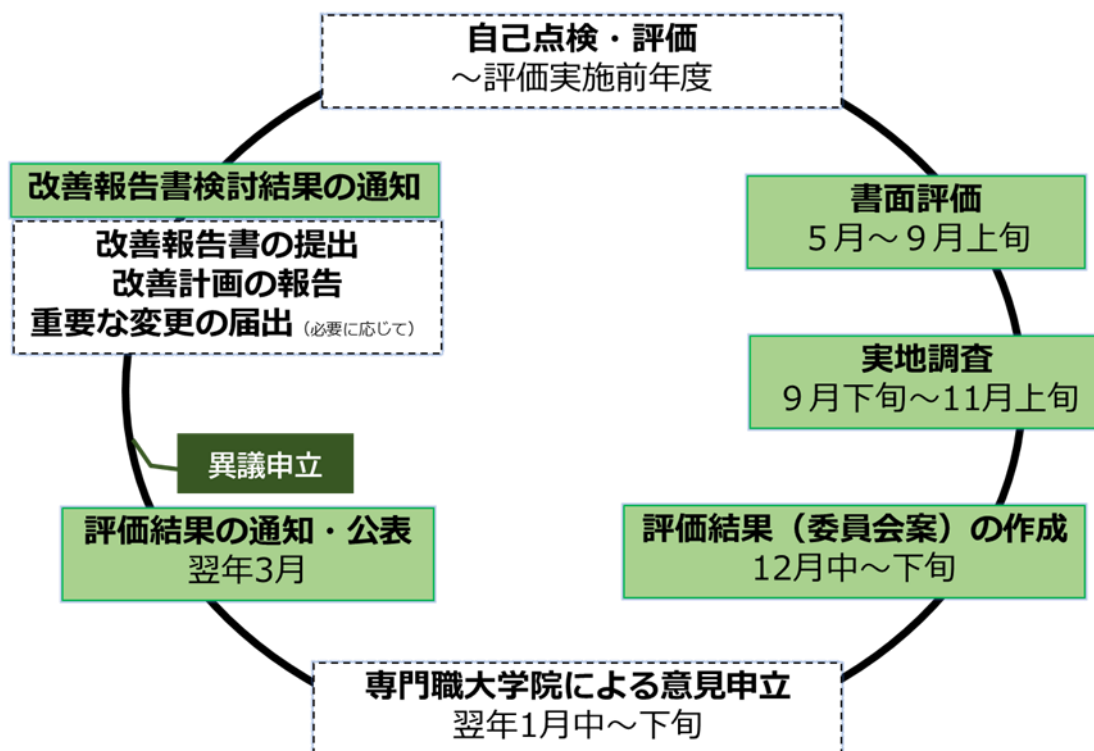 自己点検・評価
～評価実施前年度
書面評価
５月～９月上旬
実地調査
９月下旬～11月上旬
評価結果（委員会案）の作成
12月中～下旬
専門職大学院による意見申立
翌年1月中～下旬
評価結果の通知・公表
翌年3月
異議申立
改善報告書検討結果の通知
改善報告書の提出
改善計画の報告
重要な変更の届出（必要に応じて）